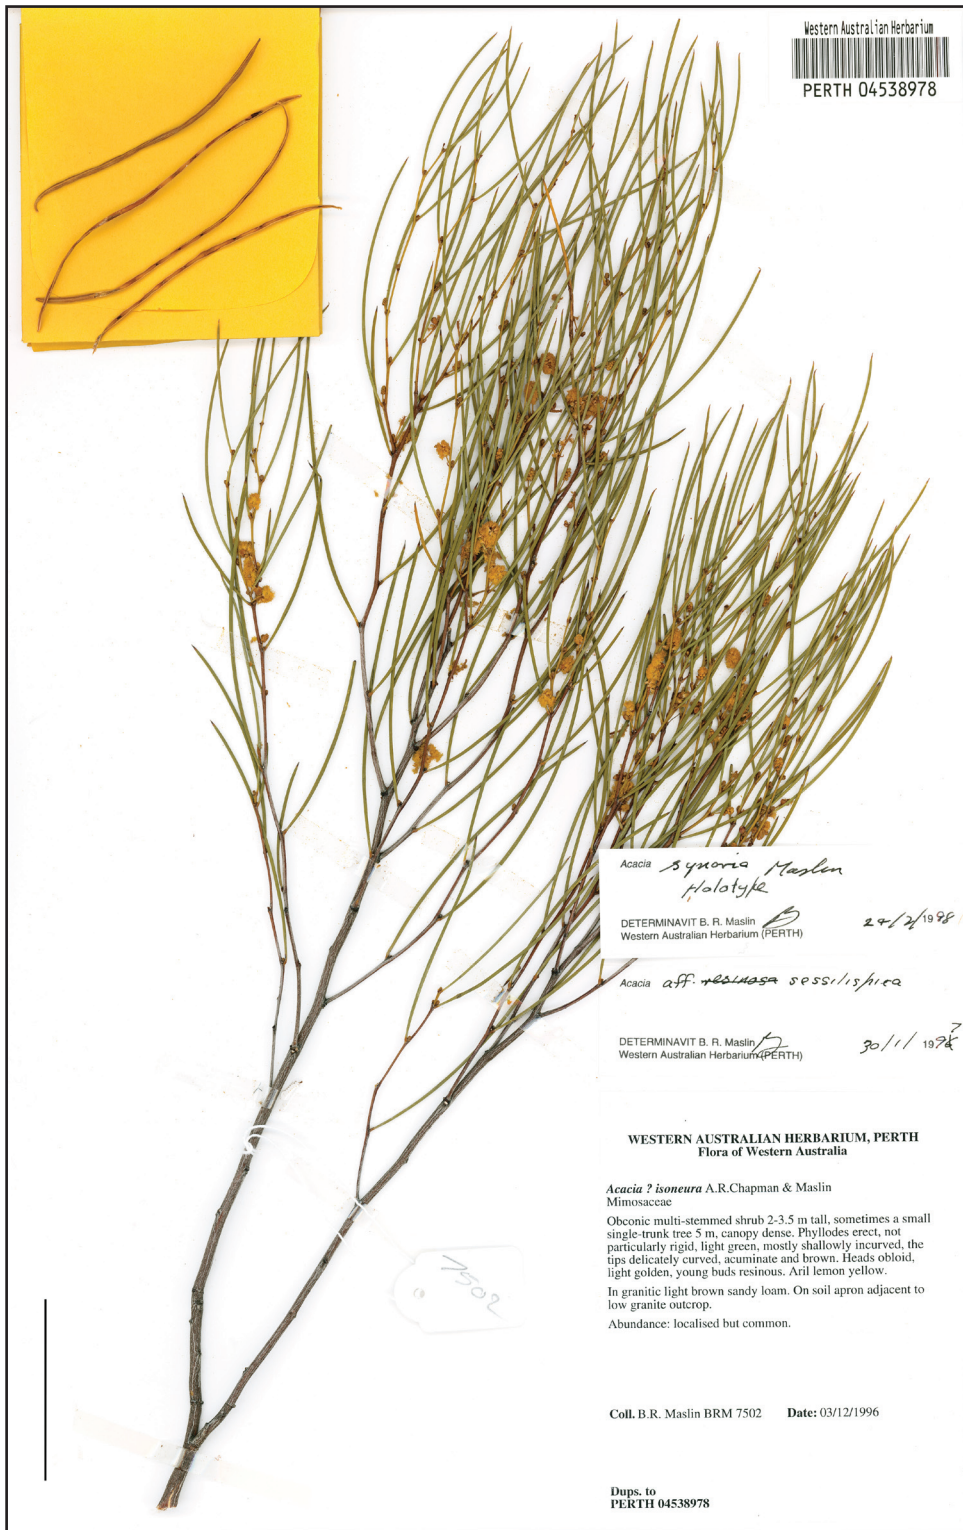 Western Australian Herbarium
PERTH 04538978
Acacia synoria Maslin
Holotype
DETERMINAVIT B. R. Maslin
Western Australian Herbarium (PERTH)
24/2/1998
Acacia aff. resinosa sessilispica
DETERMINAVIT B. R. Maslin
Western Australian Herbarium (PERTH)
30/1/ 199
?
7502
WESTERN AUSTRALIAN HERBARIUM, PERTH
Flora of Western Australia
Acacia ? isoneura A.R.Chapman & Maslin
Mimosaceae
Obconic multi-stemmed shrub 2-3.5 m tall, sometimes a small
single-trunk tree 5 m, canopy dense. Phyllodes erect, not
particularly rigid, light green, mostly shallowly incurved, the
tips delicately curved, acuminate and brown. Heads obloid,
light golden, young buds resinous. Aril lemon yellow.
In granitic light brown sandy loam. On soil apron adjacent to
low granite outcrop.
Abundance: localised but common.
Coll. B.R. Maslin BRM 7502 Date: 03/12/1996
Dups. to
PERTH 04538978